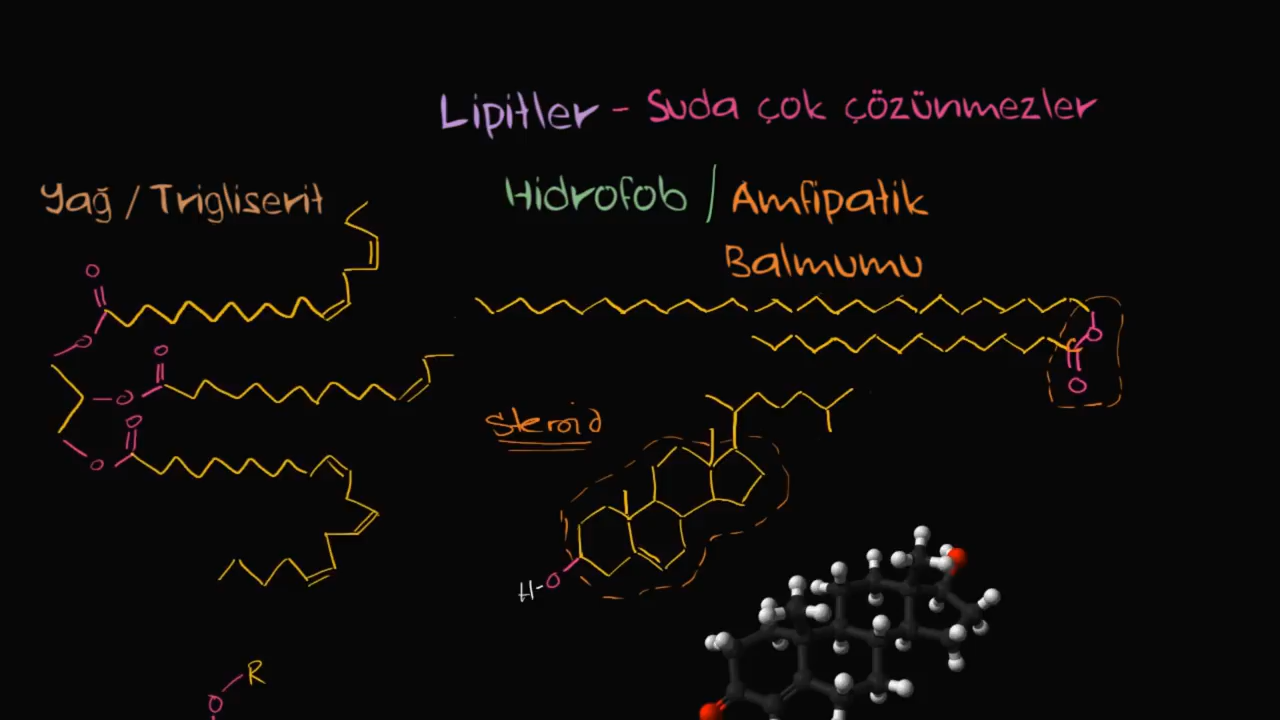 Lipitler - Suda çok çözünmezler
Yağ / Trigliserit
Hidrofob / Amfipatik
Balmumu
O
O
O
O
O
O
O
O
Steroid
H-O
R
O